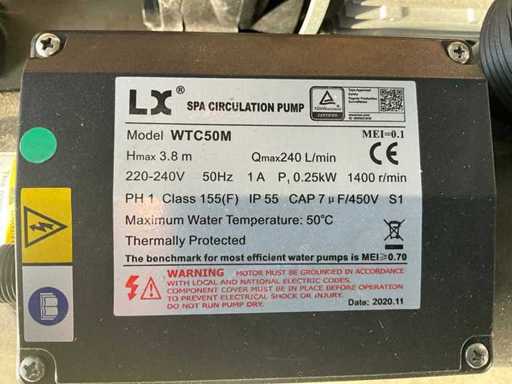 LX® SPA CIRCULATION PUMP
Model WTC50M
MEI=0.1
Hmax 3.8 m Qmax240 L/min
CE
220-240V 50Hz 1 A P₁ 0.25kW 1400 r/min
PH 1 Class 155(F) IP 55 CAP 7 μF/450V S1
Maximum Water Temperature: 50℃
Thermally Protected
The benchmark for most efficient water pumps is MEI≥0.70
WARNING MOTOR MUST BE GROUNDED IN ACCORDANCE
WITH LOCAL AND NATIONAL ELECTRIC CODES.
COMPONENT COVER MUST BE IN PLACE BEFORE OPERATION
TO PREVENT ELECTRICAL SHOCK OR INJURY.
DO NOT RUN PUMP DRY. Date: 2020.11